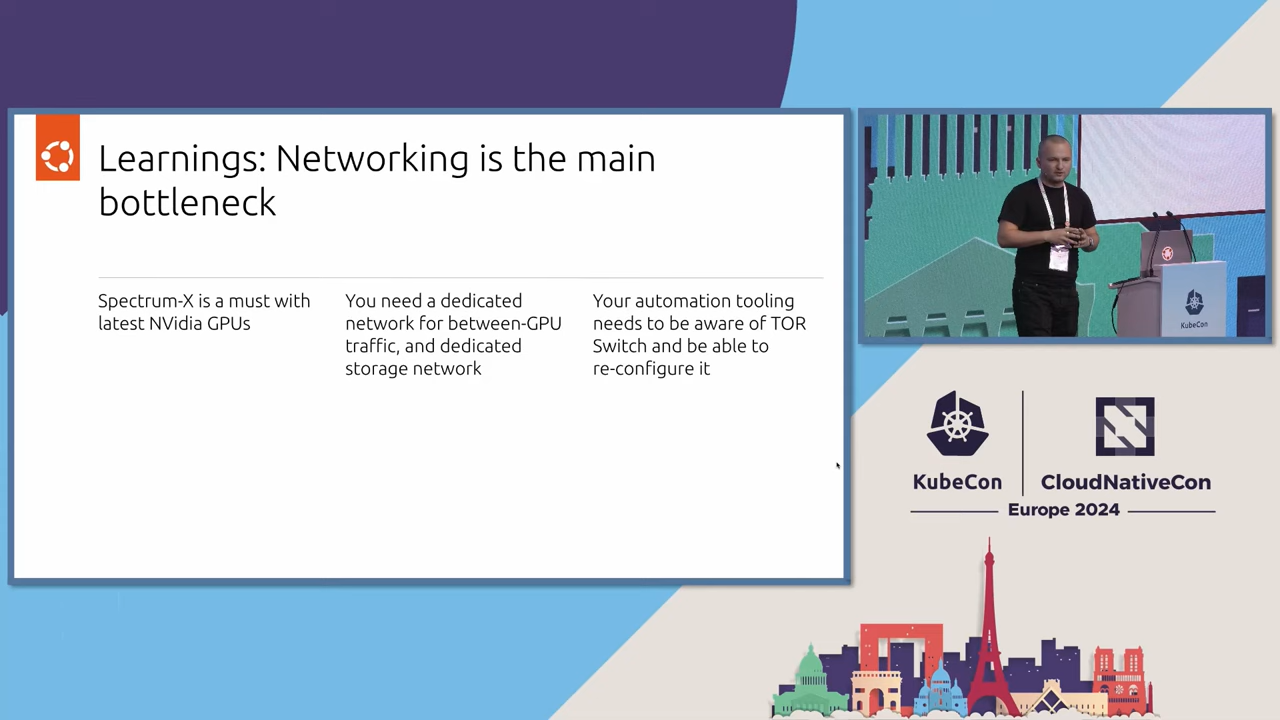 Learnings: Networking is the main
bottleneck
Spectrum-X is a must with
latest NVidia GPUs
You need a dedicated
network for between-GPU
traffic, and dedicated
storage network
Your automation tooling
needs to be aware of TOR
Switch and be able to
re-configure it
KubeCon
KubeCon
CloudNativeCon
Europe 2024